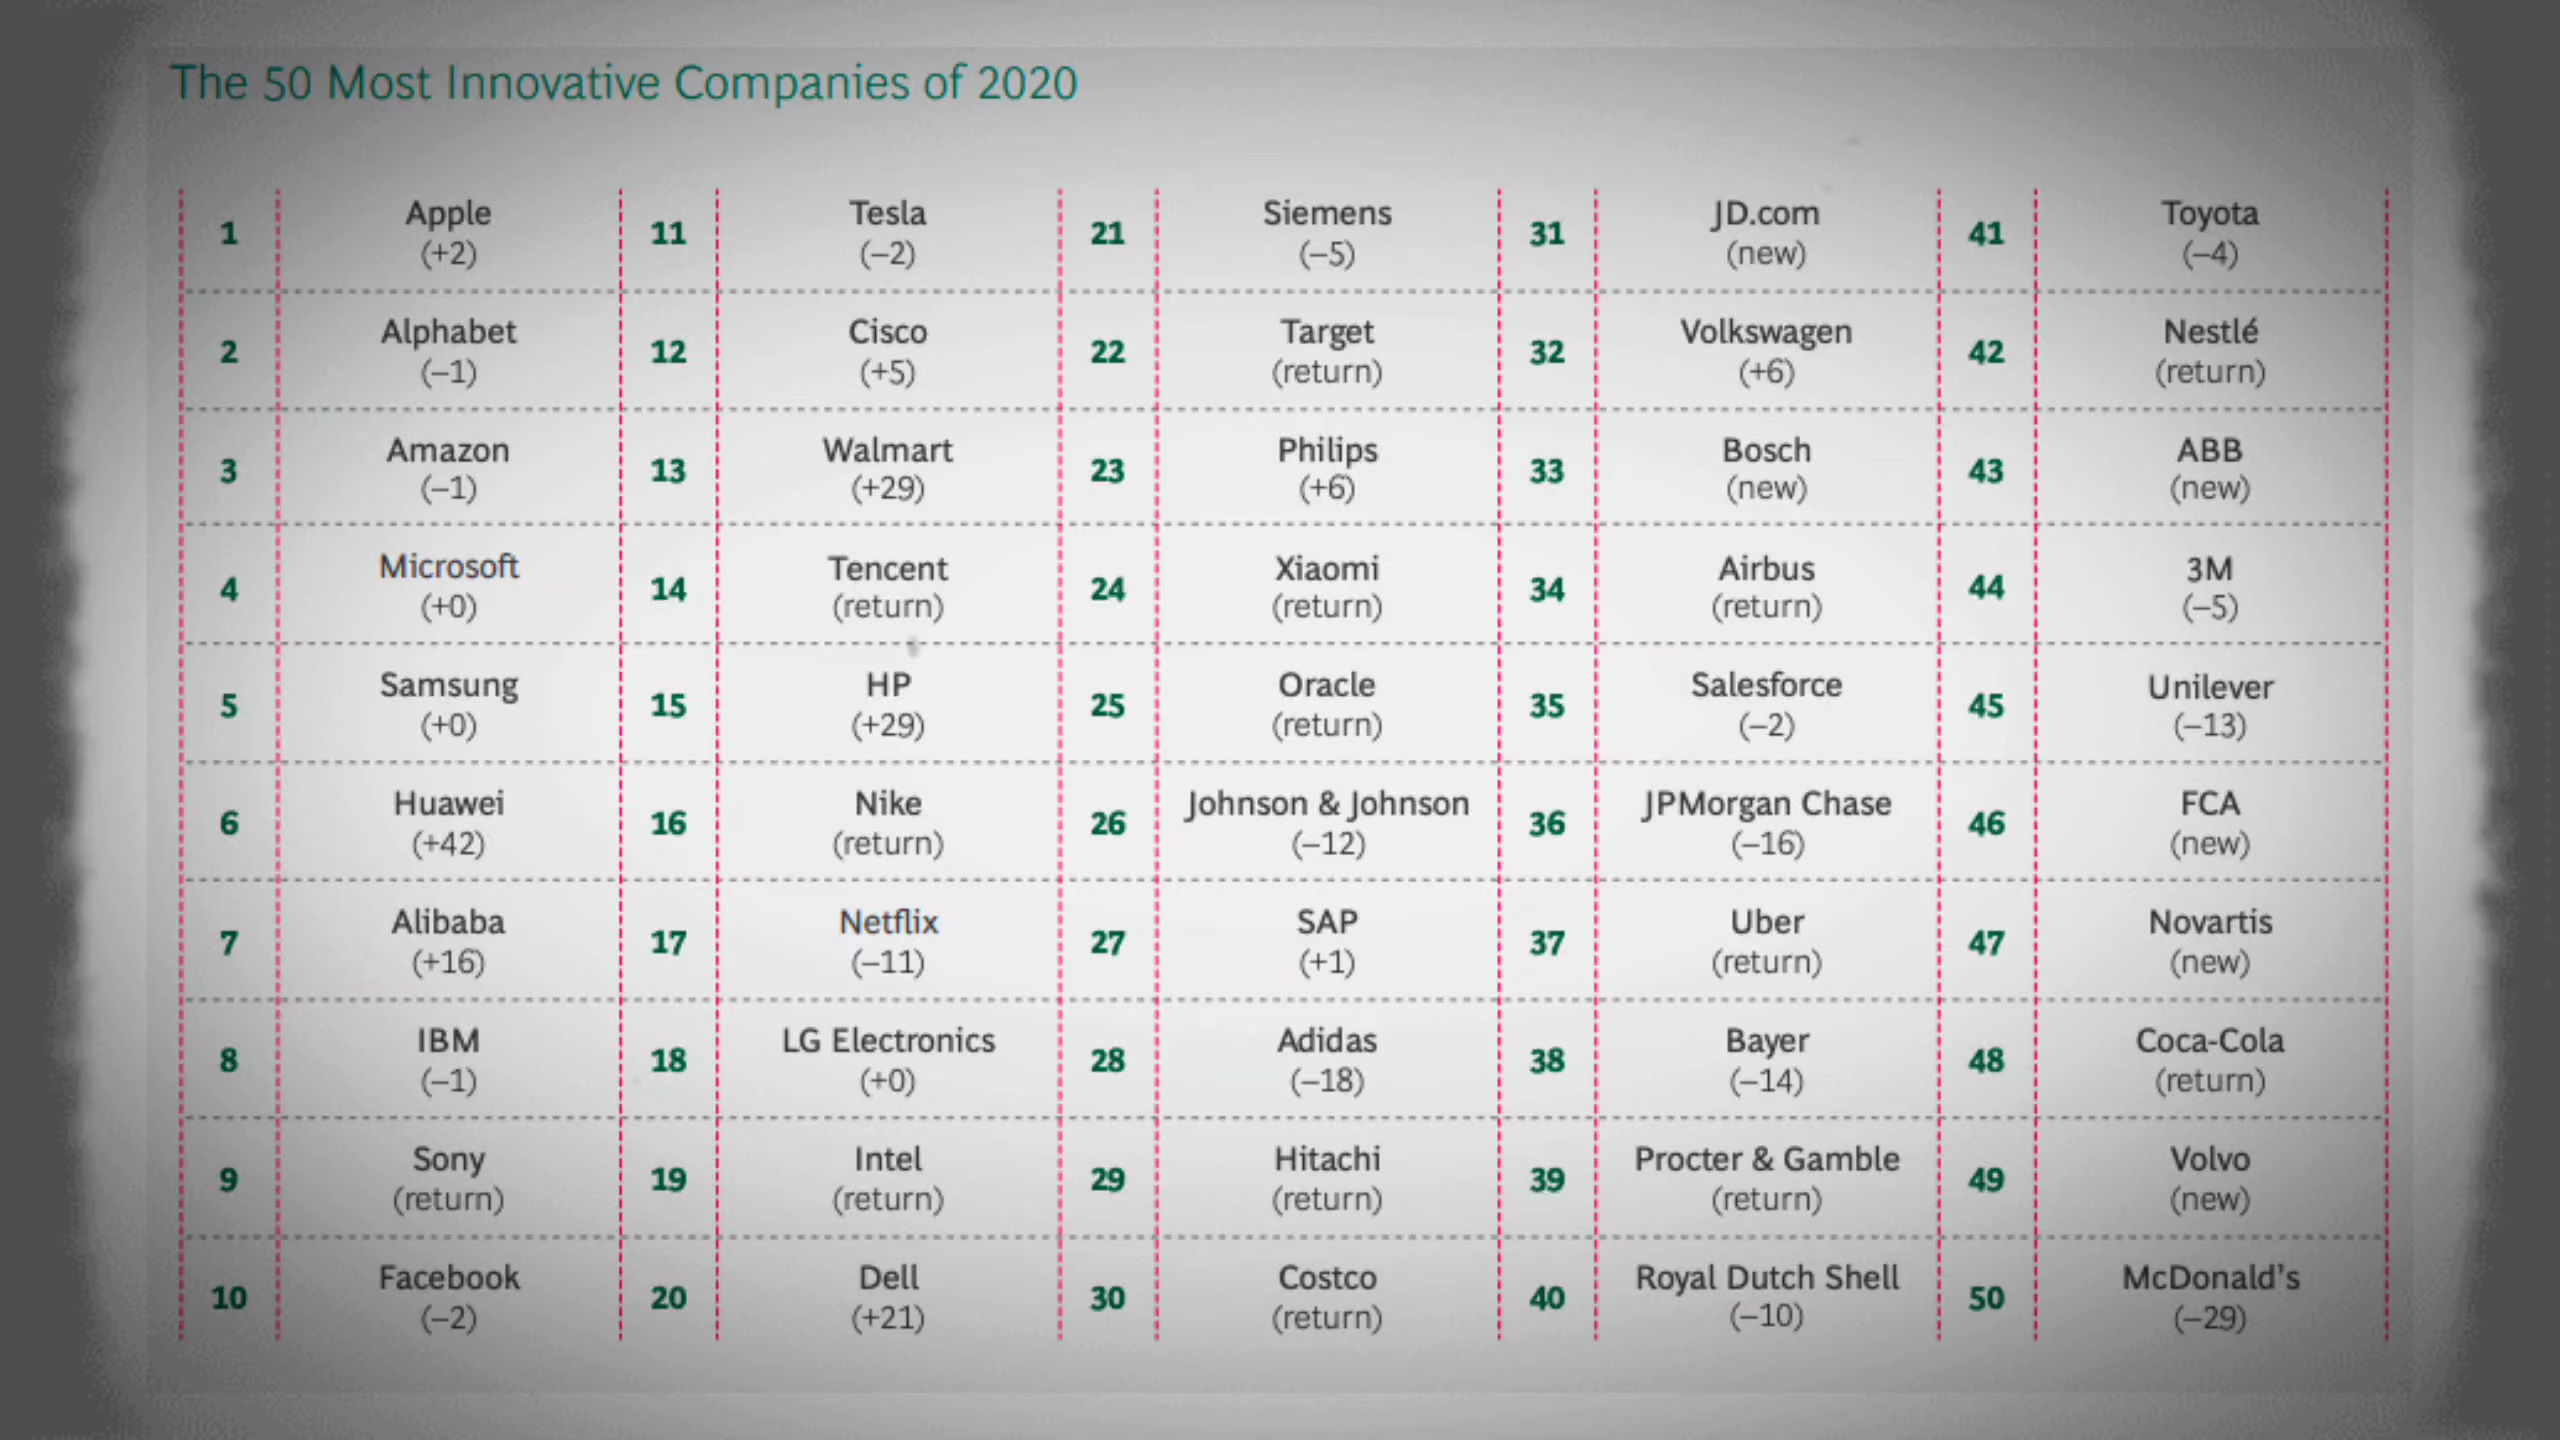 The 50 Most Innovative Companies of 2020
1
Apple
(+2)
2
Alphabet
(–1)
3
Amazon
(–1)
4
Microsoft
(+0)
5
Samsung
(+0)
6
Huawei
(+42)
7
Alibaba
(+16)
8
IBM
(–1)
9
Sony
(return)
10
Facebook
(–2)
11
Tesla
(–2)
12
Cisco
(+5)
13
Walmart
(+29)
14
Tencent
(return)
15
HP
(+29)
16
Nike
(return)
17
Netflix
(–11)
18
LG Electronics
(+0)
19
Intel
(return)
20
Dell
(+21)
21
Siemens
(–5)
22
Target
(return)
23
Philips
(+6)
24
Xiaomi
(return)
25
Oracle
(return)
26
Johnson & Johnson
(–12)
27
SAP
(+1)
28
Adidas
(–18)
29
Hitachi
(return)
30
Costco
(return)
31
JD.com
(new)
32
Volkswagen
(+6)
33
Bosch
(new)
34
Airbus
(return)
35
Salesforce
(–2)
36
JPMorgan Chase
(–16)
37
Uber
(return)
38
Bayer
(–14)
39
Procter & Gamble
(return)
40
Royal Dutch Shell
(–10)
41
Toyota
(–4)
42
Nestlé
(return)
43
ABB
(new)
44
3M
(–5)
45
Unilever
(–13)
46
FCA
(new)
47
Novartis
(new)
48
Coca-Cola
(return)
49
Volvo
(new)
50
McDonald's
(–29)